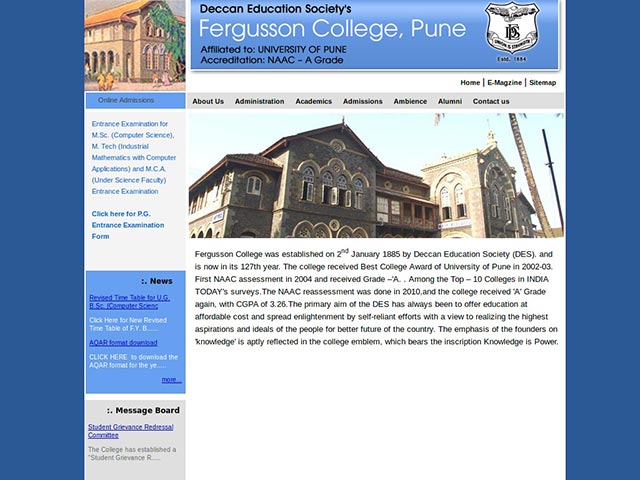 Deccan Education Society's
Fergusson College, Pune
Affiliated to: UNIVERSITY OF PUNE
Accreditation: NAAC – A Grade
DES
Estd. 1884
Home | E-Magzine | Sitemap
Online Admissions
About Us Administration Academics Admissions Ambience Alumni Contact us
Entrance Examination for
M.Sc. (Computer Science),
M. Tech (Industrial
Mathematics with Computer
Applications) and M.C.A.
(Under Science Faculty)
Entrance Examination
Click here for P.G.
Entrance Examination
Form
:. News
Revised Time Table for U.G.
B.Sc. (Computer Scienc
Click Here for New Revised
Time Table of F.Y. B......
AQAR format download
CLICK HERE to download the
AQAR format for the ye.....
more...
:. Message Board
Student Grievance Redressal
Committee
The College has established a
"Student Grievance R.....
Fergusson College was established on 2nd January 1885 by Deccan Education Society (DES). and
is now in its 127th year. The college received Best College Award of University of Pune in 2002-03.
First NAAC assessment in 2004 and received Grade –'A. . Among the Top – 10 Colleges in INDIA
TODAY's surveys.The NAAC reassessment was done in 2010,and the college received 'A' Grade
again, with CGPA of 3.26.The primary aim of the DES has always been to offer education at
affordable cost and spread enlightenment by self-reliant efforts with a view to realizing the highest
aspirations and ideals of the people for better future of the country. The emphasis of the founders on
'knowledge' is aptly reflected in the college emblem, which bears the inscription Knowledge is Power.